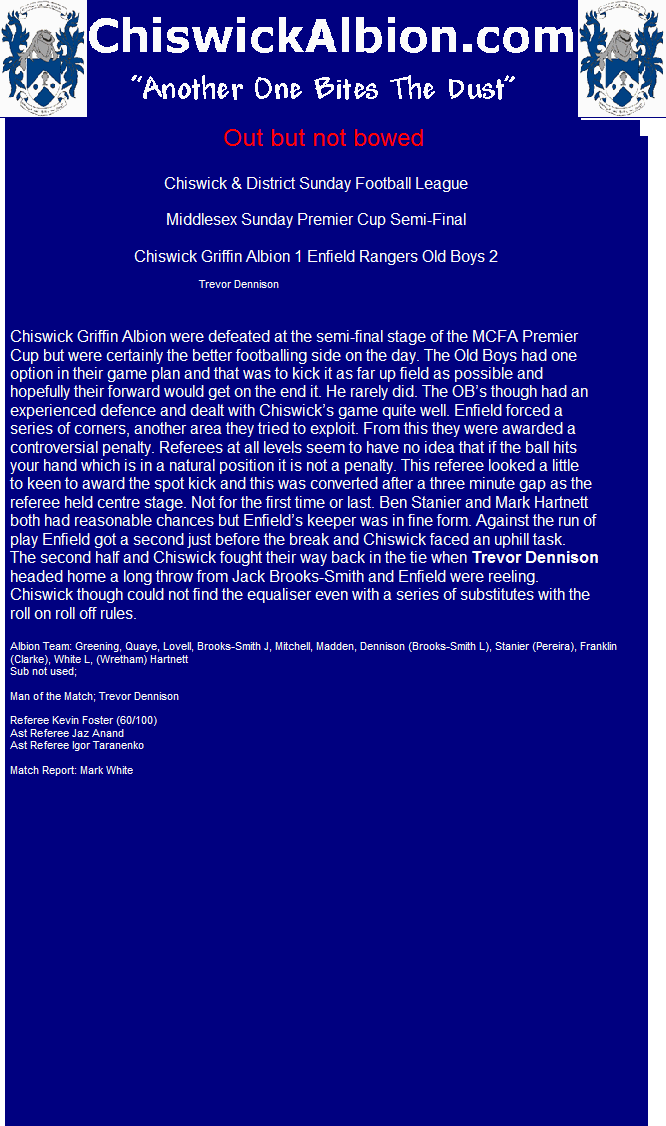 ChiswickAlbion.com
"Another One Bites The Dust"
Out but not bowed
Chiswick & District Sunday Football League
Middlesex Sunday Premier Cup Semi-Final
Chiswick Griffin Albion 1 Enfield Rangers Old Boys 2
Trevor Dennison
Chiswick Griffin Albion were defeated at the semi-final stage of the MCFA Premier
Cup but were certainly the better footballing side on the day. The Old Boys had one
option in their game plan and that was to kick it as far up field as possible and
hopefully their forward would get on the end it. He rarely did. The OB's though had an
experienced defence and dealt with Chiswick's game quite well. Enfield forced a
series of corners, another area they tried to exploit. From this they were awarded a
controversial penalty. Referees at all levels seem to have no idea that if the ball hits
your hand which is in a natural position it is not a penalty. This referee looked a little
to keen to award the spot kick and this was converted after a three minute gap as the
referee held centre stage. Not for the first time or last. Ben Stanier and Mark Hartnett
both had reasonable chances but Enfield's keeper was in fine form. Against the run of
play Enfield got a second just before the break and Chiswick faced an uphill task.
The second half and Chiswick fought their way back in the tie when Trevor Dennison
headed home a long throw from Jack Brooks-Smith and Enfield were reeling.
Chiswick though could not find the equaliser even with a series of substitutes with the
roll on roll off rules.
Albion Team: Greening, Quaye, Lovell, Brooks-Smith J, Mitchell, Madden, Dennison (Brooks-Smith L), Stanier (Pereira), Franklin
(Clarke), White L, (Wretham) Hartnett
Sub not used;
Man of the Match; Trevor Dennison
Referee Kevin Foster (60/100)
Ast Referee Jaz Anand
Ast Referee Igor Taranenko
Match Report: Mark White